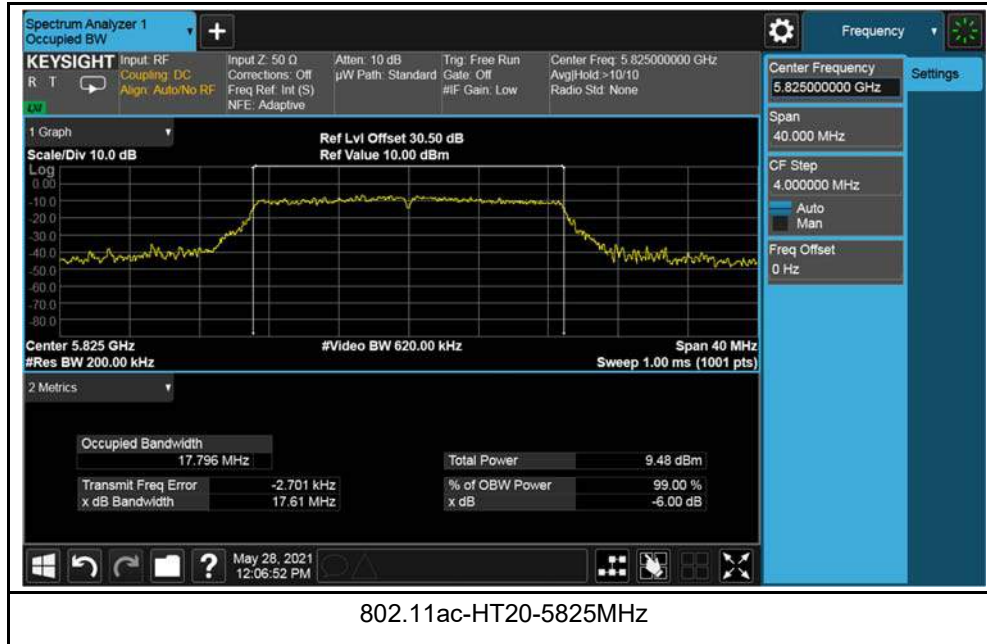 Spectrum Analyzer 1
Occupied BW
+
Frequency
KEYSIGHT
R T
LXI
Input: RF
Coupling: DC
Align: Auto/No RF
Input Z: 50 Ω
Corrections: Off
Freq Ref: Int (S)
NFE: Adaptive
Atten: 10 dB
µW Path: Standard
Trig: Free Run
Gate: Off
#IF Gain: Low
Center Freq: 5.825000000 GHz
Avg|Hold:>10/10
Radio Std: None
Center Frequency
5.825000000 GHz
Settings
Span
40.000 MHz
CF Step
4.000000 MHz
Auto
Man
Freq Offset
0 Hz
1 Graph
Scale/Div 10.0 dB
Ref Lvl Offset 30.50 dB
Ref Value 10.00 dBm
Log
0.00
-10.0
-20.0
-30.0
-40.0
-50.0
-60.0
-70.0
-80.0
Center 5.825 GHz
#Video BW 620.00 kHz
Span 40 MHz
#Res BW 200.00 kHz
Sweep 1.00 ms (1001 pts)
2 Metrics
Occupied Bandwidth
17.796 MHz
Total Power 9.48 dBm
Transmit Freq Error -2.701 kHz
% of OBW Power 99.00 %
x dB Bandwidth 17.61 MHz
x dB -6.00 dB
?
May 28, 2021
12:06:52 PM
802.11ac-HT20-5825MHz